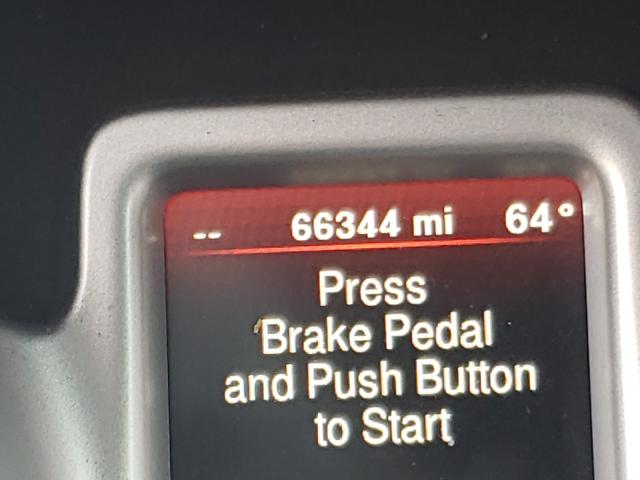 -- 66344 mi 64°
Press
Brake Pedal
and Push Button
to Start